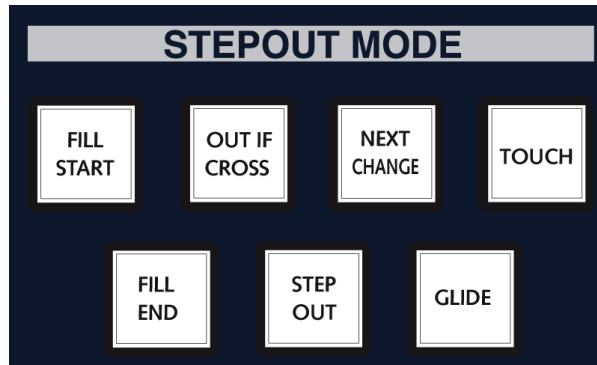 STEPOUT MODE
FILL
START
OUT IF
CROSS
NEXT
CHANGE
TOUCH
FILL
END
STEP
OUT
GLIDE